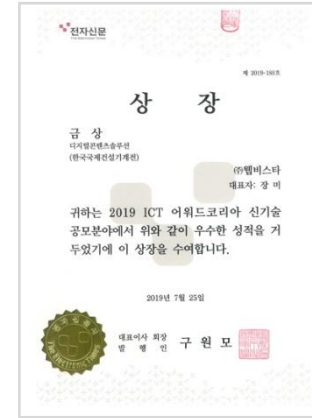 전자신문
제 2019-188호
상 장
금 상
디지털콘텐츠솔루션
(한국국제건설기계전)
㈜웹비스타
대표자: 장 미
귀하는 2019 ICT 어워드코리아 신기술
공모분야에서 위와 같이 우수한 성적을 거
두었기에 이 상장을 수여합니다.
2019년 7월 25일
대표이사 회장
발 행 인 구 원 모